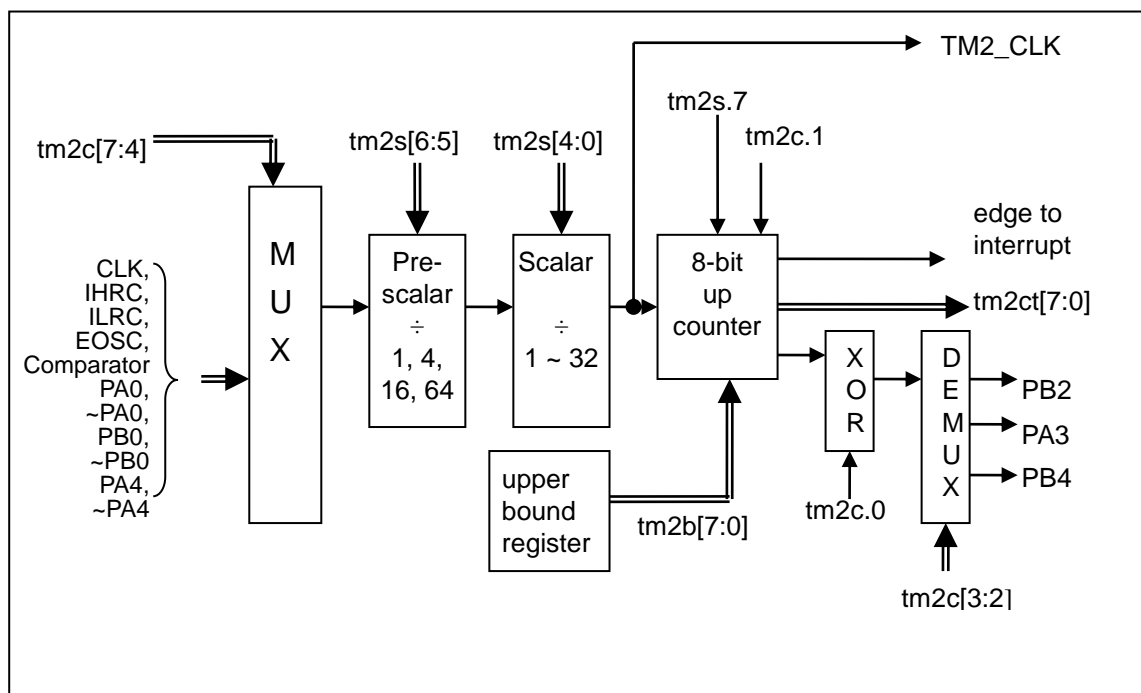 TM2_CLK
tm2s.7
tm2c[7:4]
tm2s[6:5]
tm2s[4:0]
tm2c.1
M
U
X
CLK,
IHRC,
ILRC,
EOSC,
Comparator
PA0,
~PA0,
PB0,
~PB0
PA4,
~PA4
Pre-
scalar
÷
1, 4,
16, 64
Scalar
÷
1 ~ 32
8-bit
up
counter
edge to
interrupt
tm2ct[7:0]
X
O
R
D
E
M
U
X
PB2
PA3
PB4
upper
bound
register
tm2b[7:0]
tm2c.0
tm2c[3:2]